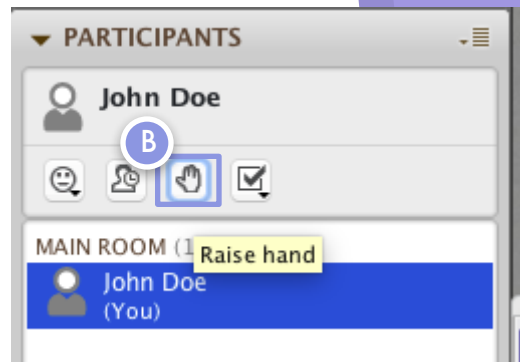 PARTICIPANTS
John Doe
B
MAIN ROOM (1
Raise hand
John Doe
(You)